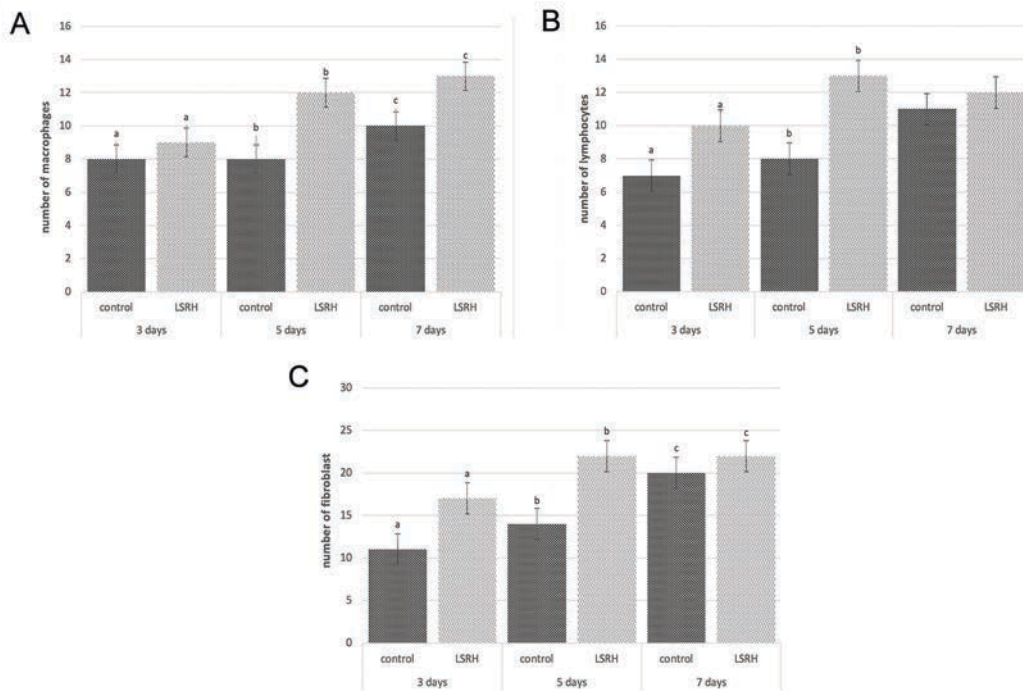 A
number of macrophages
16
14
12
10
8
6
4
2
0
a
a
b
b
c
c
control
LSRH
control
LSRH
control
LSRH
3 days
5 days
7 days
B
number of lymphocytes
16
14
12
10
8
6
4
2
0
a
a
b
b
control
LSRH
control
LSRH
control
LSRH
3 days
5 days
7 days
C
number of fibroblast
30
25
20
15
10
5
0
a
a
b
b
c
c
control
LSRH
control
LSRH
control
LSRH
3 days
5 days
7 days